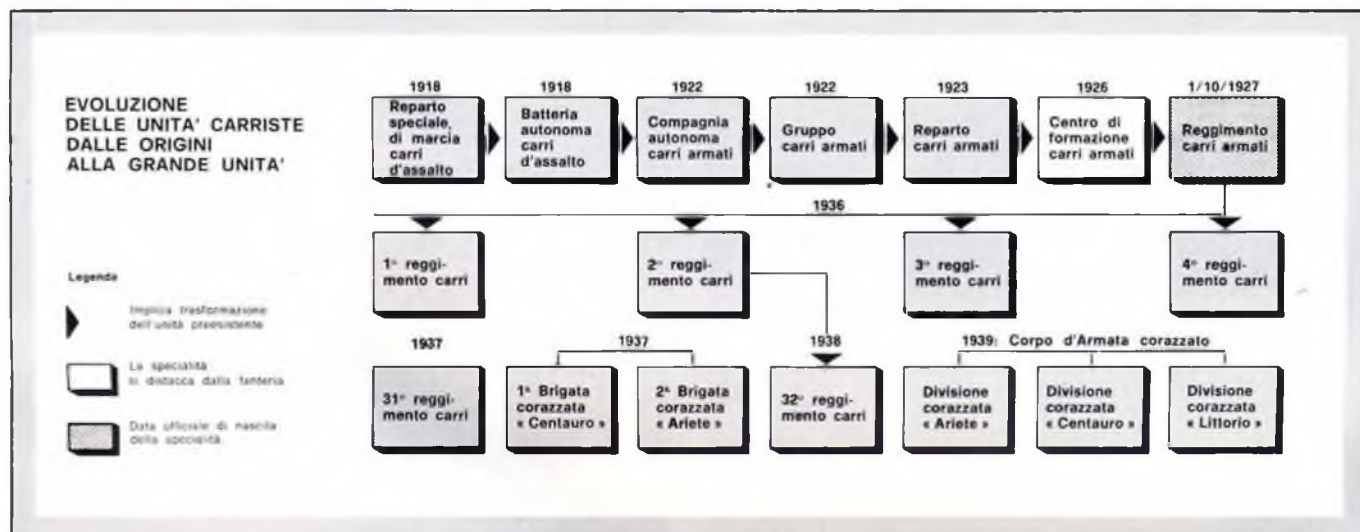 EVOLUZIONE
DELLE UNITA' CARRISTE
DALLE ORIGINI
ALLA GRANDE UNITA'
1918
Reparto
speciale,
di marcia
carri
d'assalto
1918
Batteria
autonoma
carri
d'assalto
1922
Compagnia
autonoma
carri armati
1922
Gruppo
carri armati
1923
Reparto
carri armati
1926
Centro di
formazione
carri armati
1/10/1927
Reggimento
carri armati
1936
1° reggi-
mento carri
2° reggi-
mento carri
3° reggi-
mento carri
4° reggi-
mento carri
Legenda
Implica trasformazione
dell'unità preesistente
La specialità
si distacca dalla fanteria
Data ufficiale di nascita
della specialità
1937
31° reggi-
mento carri
1937
1ª Brigata
corazzata
« Centauro »
2ª Brigata
corazzata
« Ariete »
1938
32° reggi-
mento carri
1939: Corpo d'Armata corazzato
Divisione
corazzata
« Ariete »
Divisione
corazzata
« Centauro »
Divisione
corazzata
« Littorio »